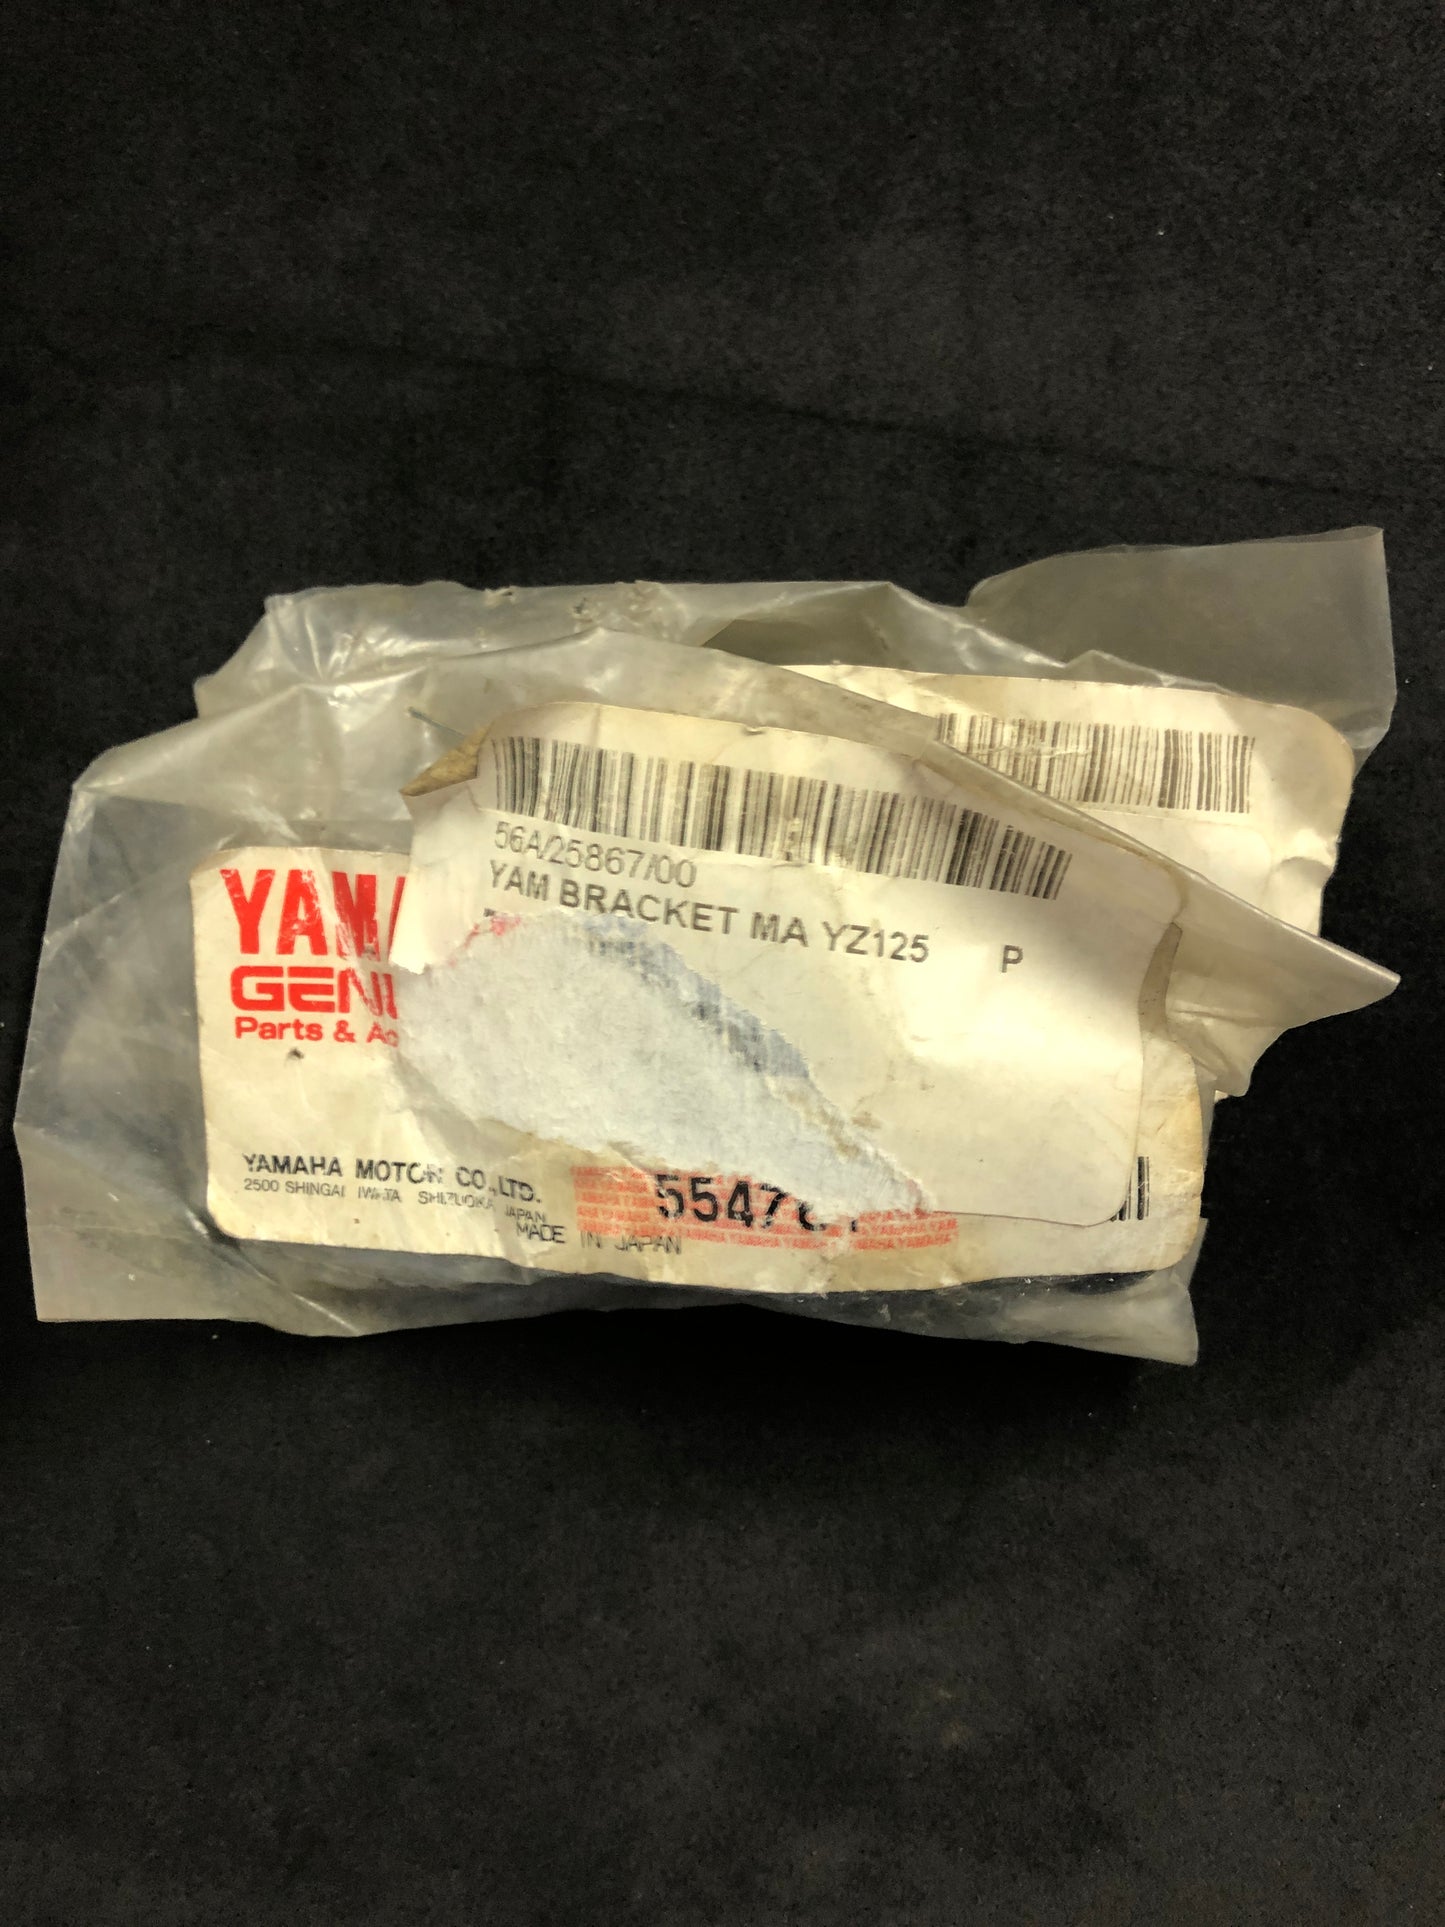 56A/25867/00
YAM BRACKET MA YZ125 P
YAMA
GENU
Parts & Ac
YAMAHA MOTOR CO.,LTD.
2500 SHINGAI IWATA SHIZUOKA JAPAN
MADE IN JAPAN
5547